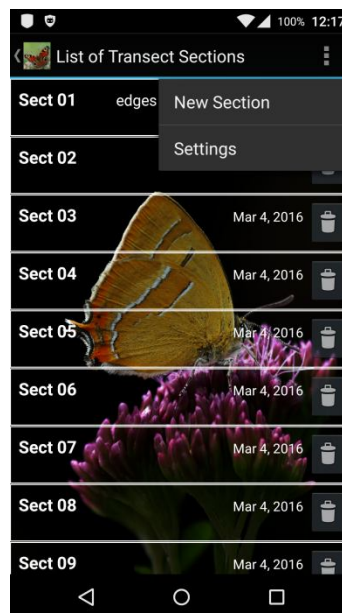 100% 12:17
List of Transect Sections
Sect 01 edges
New Section
Settings
Sect 02
Sect 03 Mar 4, 2016
Sect 04 Mar 4, 2016
Sect 05 Mar 4, 2016
Sect 06 Mar 4, 2016
Sect 07 Mar 4, 2016
Sect 08 Mar 4, 2016
Sect 09 Mar 4, 2016